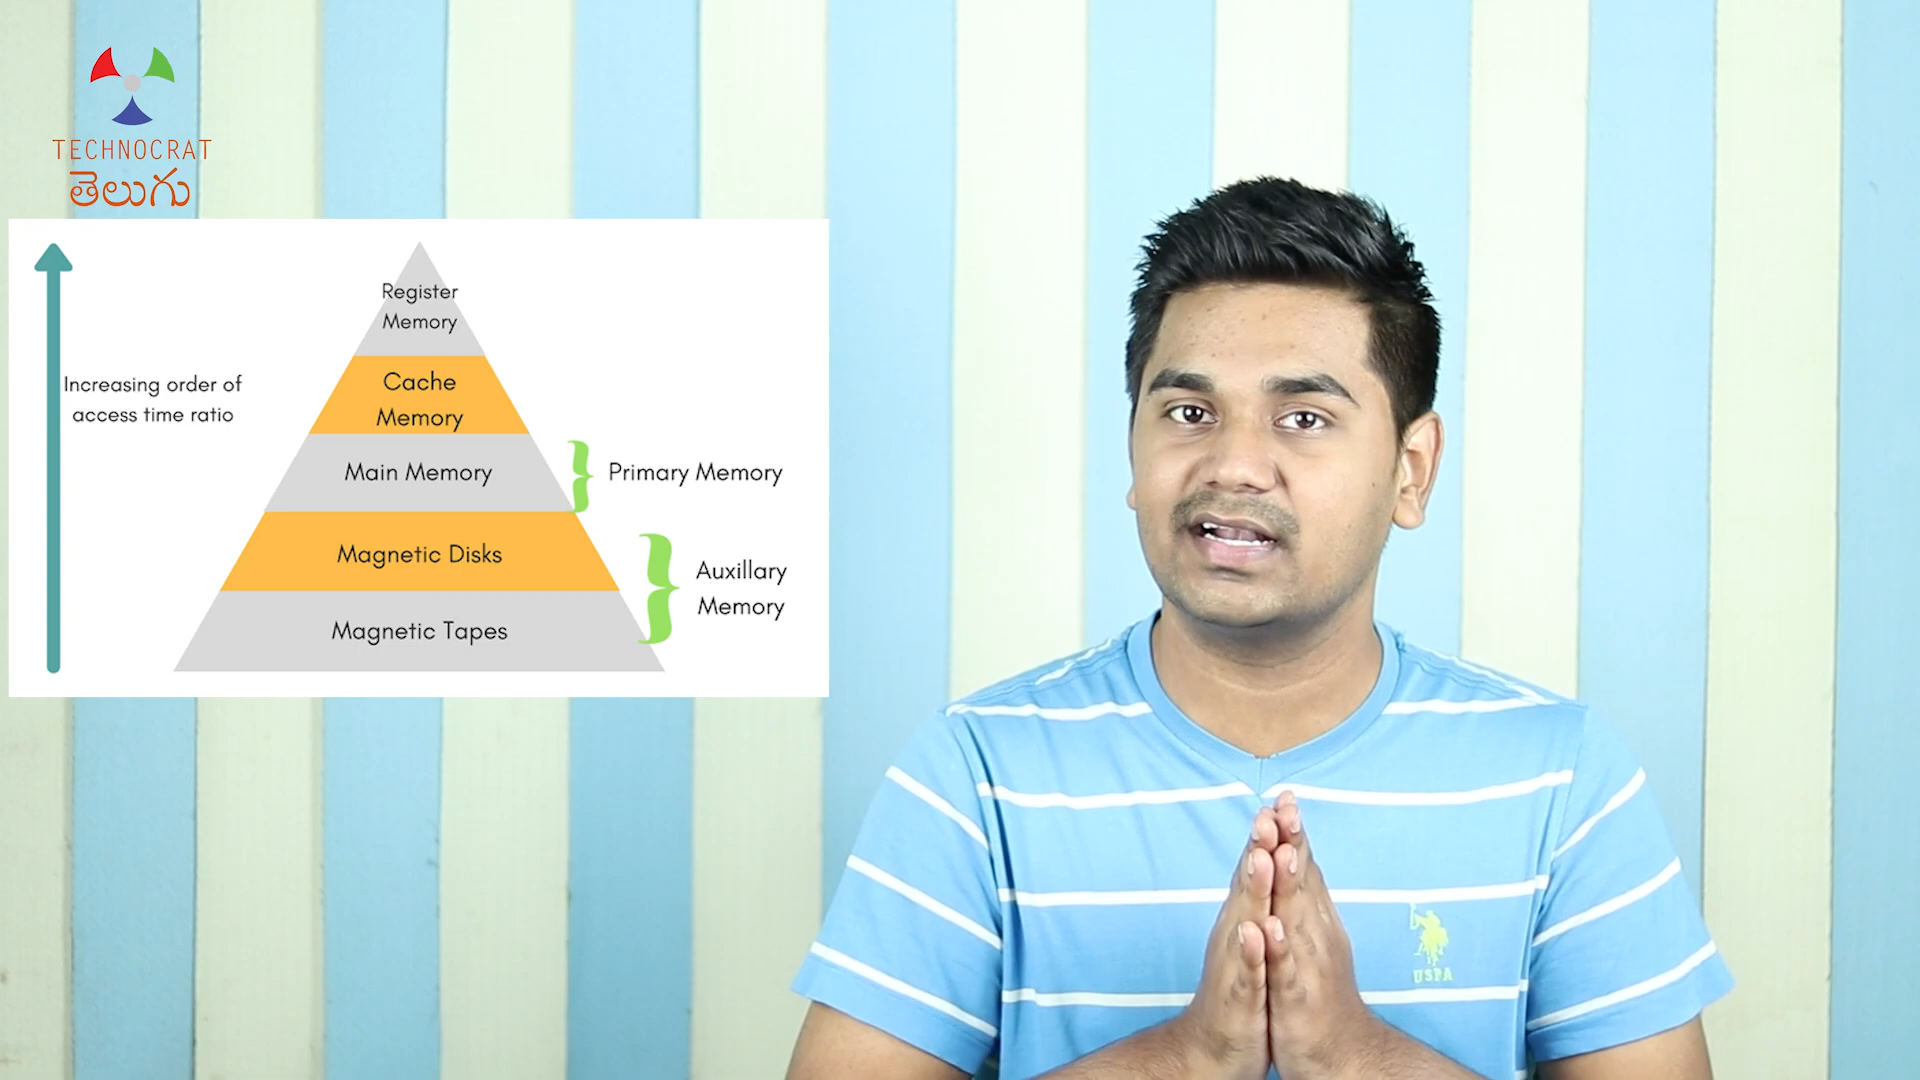 TECHNOCRAT
తెలుగు
Register
Memory
Increasing order of
access time ratio
Cache
Memory
Main Memory
Primary Memory
Magnetic Disks
Auxillary
Memory
Magnetic Tapes
USPA